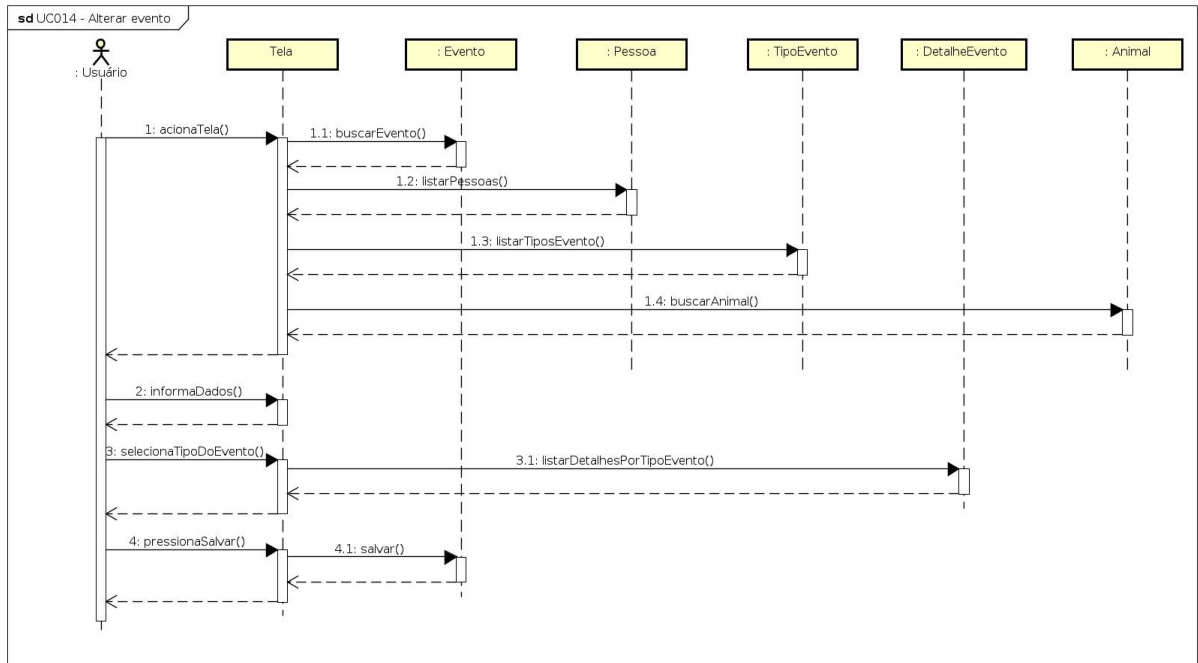 sd UC014 - Alterar evento
: Usuário
Tela
: Evento
: Pessoa
: TipoEvento
: DetalheEvento
: Animal
1: acionaTela()
1.1: buscarEvento()
1.2: listarPessoas()
1.3: listarTiposEvento()
1.4: buscarAnimal()
2: informaDados()
3: selecionaTipoDoEvento()
3.1: listarDetalhesPorTipoEvento()
4: pressionaSalvar()
4.1: salvar()